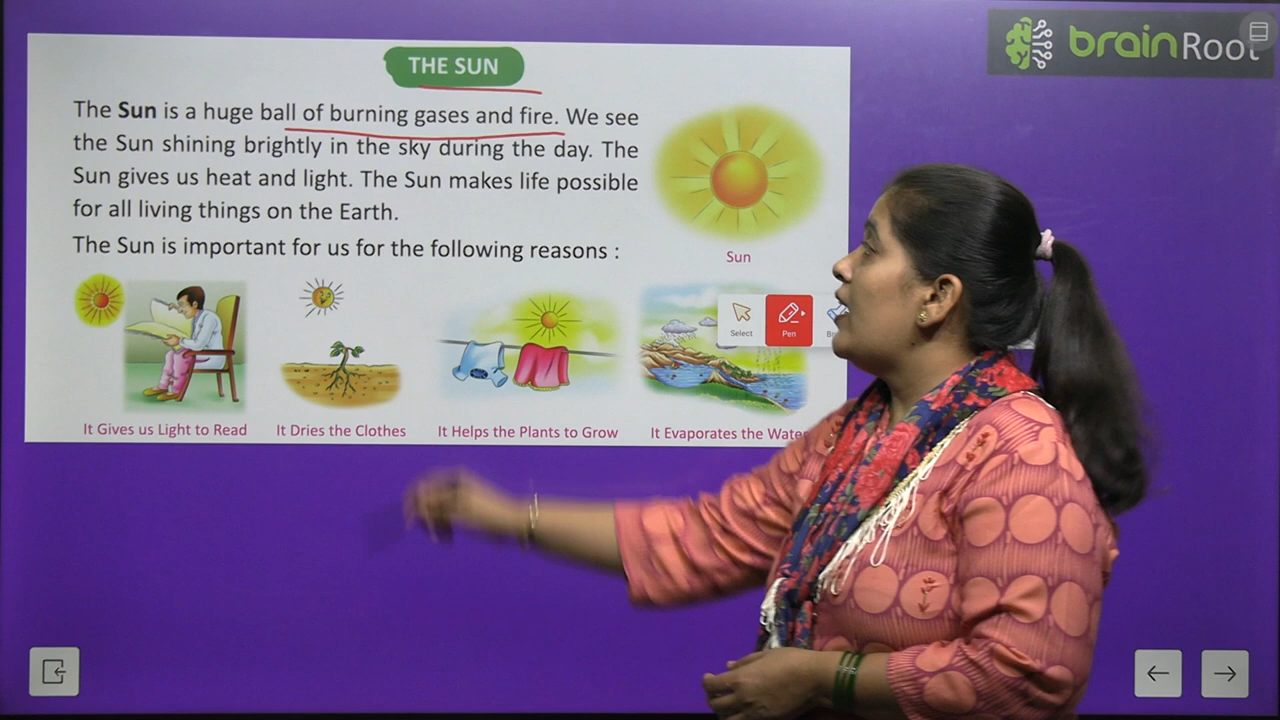 brainRoot
THE SUN
The Sun is a huge ball of burning gases and fire. We see
the Sun shining brightly in the sky during the day. The
Sun gives us heat and light. The Sun makes life possible
for all living things on the Earth.
The Sun is important for us for the following reasons :
Sun
Select
Pen
It Gives us Light to Read
It Dries the Clothes
It Helps the Plants to Grow
It Evaporates the Water